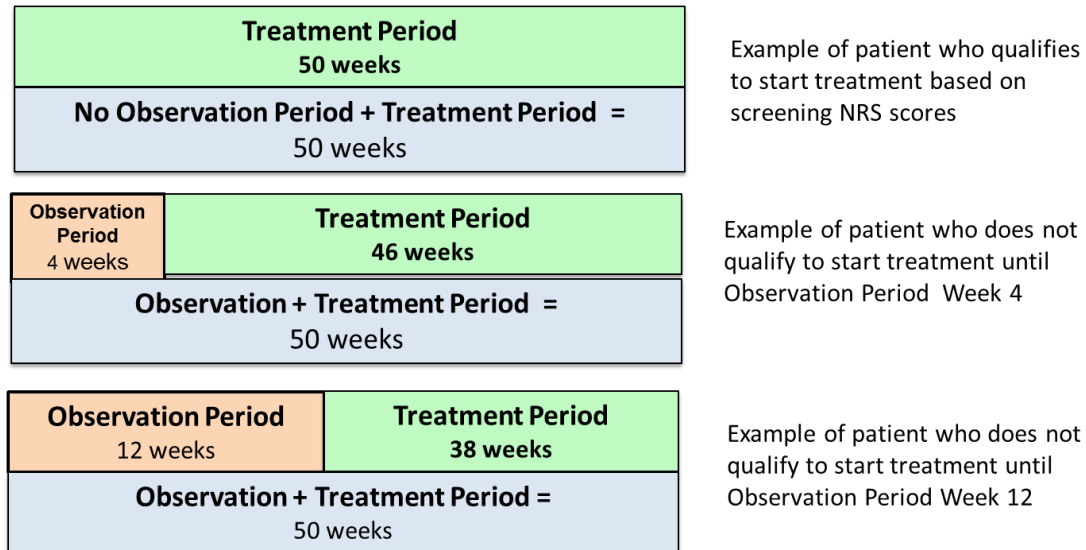 Treatment Period
50 weeks
No Observation Period + Treatment Period =
50 weeks
Example of patient who qualifies
to start treatment based on
screening NRS scores
Observation
Period
4 weeks
Treatment Period
46 weeks
Observation + Treatment Period =
50 weeks
Example of patient who does not
qualify to start treatment until
Observation Period Week 4
Observation Period
12 weeks
Treatment Period
38 weeks
Observation + Treatment Period =
50 weeks
Example of patient who does not
qualify to start treatment until
Observation Period Week 12